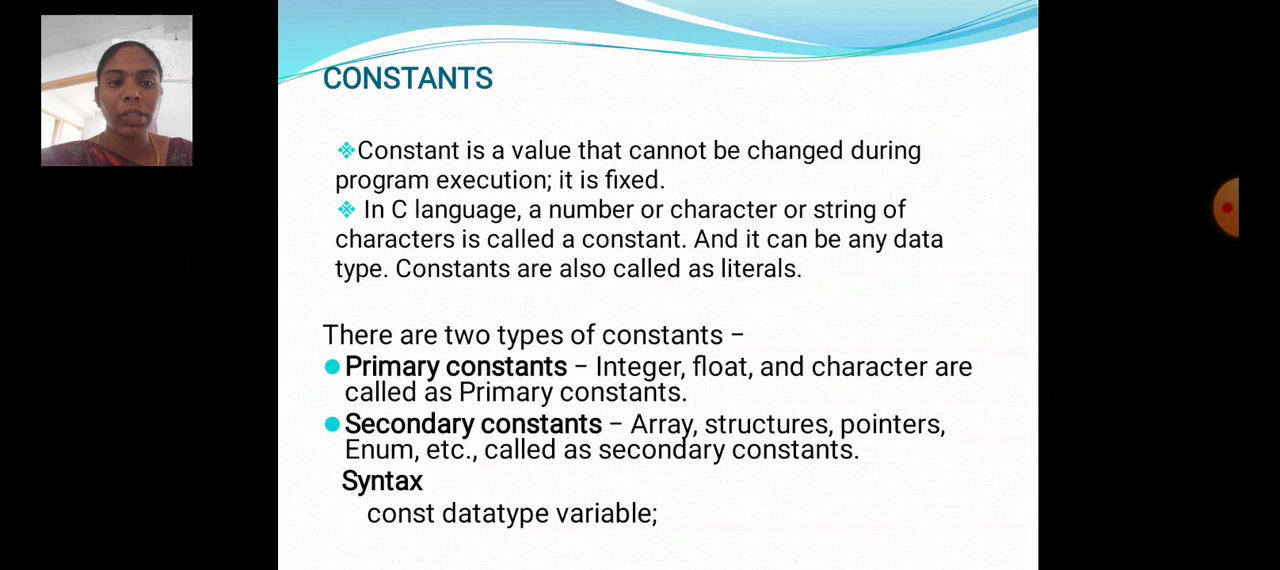 CONSTANTS
❖Constant is a value that cannot be changed during
program execution; it is fixed.
❖ In C language, a number or character or string of
characters is called a constant. And it can be any data
type. Constants are also called as literals.
There are two types of constants −
● Primary constants − Integer, float, and character are
called as Primary constants.
● Secondary constants − Array, structures, pointers,
Enum, etc., called as secondary constants.
Syntax
const datatype variable;